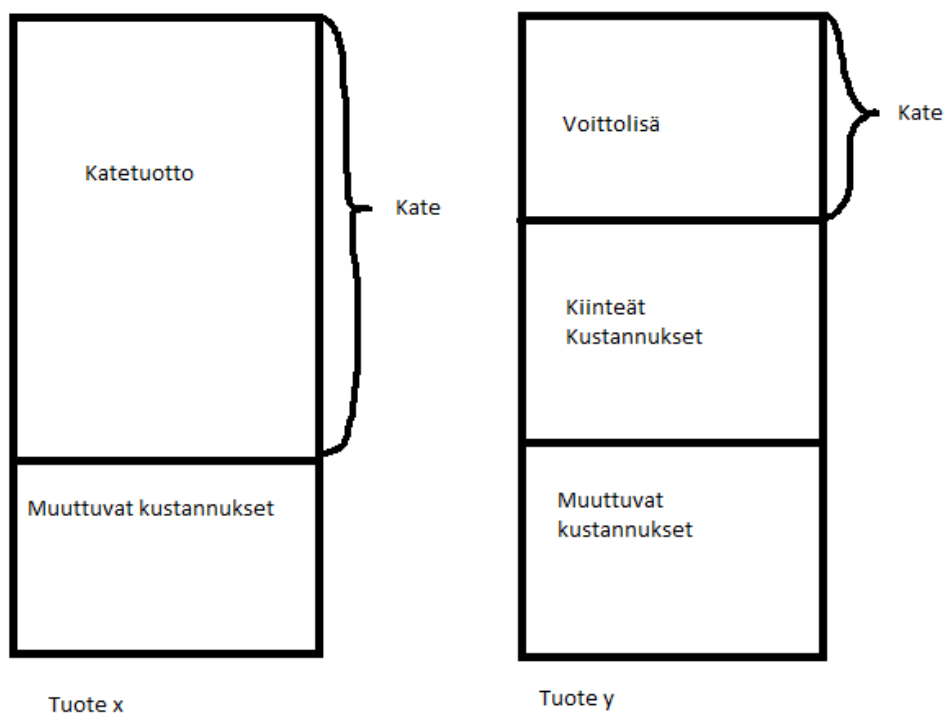 Katetuotto
Kate
Muuttuvat kustannukset
Tuote x
Voittolisä
Kate
Kiinteät
Kustannukset
Muuttuvat
kustannukset
Tuote y